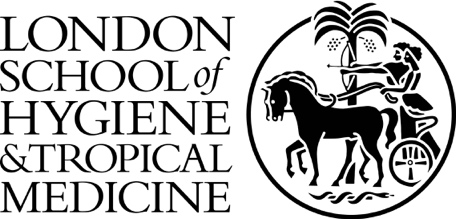 LONDON
SCHOOL of
HYGIENE
&TROPICAL
MEDICINE